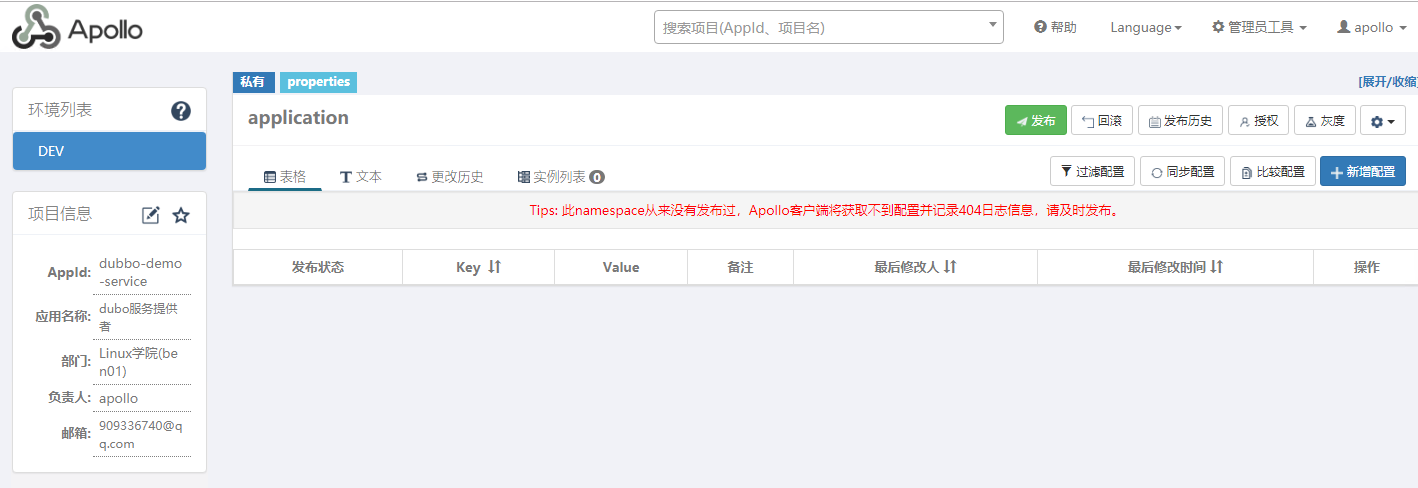 Apollo
搜索项目(AppId、项目名)
帮助
Language
管理员工具
apollo
环境列表
DEV
项目信息
AppId:
dubbo-demo
-service
应用名称:
dubo服务提供
者
部门:
Linux学院(be
n01)
负责人:
apollo
邮箱:
909336740@q
q.com
私有
properties
[展开/收缩]
application
发布
回滚
发布历史
授权
灰度
表格
文本
更改历史
实例列表 0
过滤配置
同步配置
比较配置
新增配置
Tips: 此namespace从来没有发布过，Apollo客户端将获取不到配置并记录404日志信息，请及时发布。
发布状态
Key
Value
备注
最后修改人
最后修改时间
操作